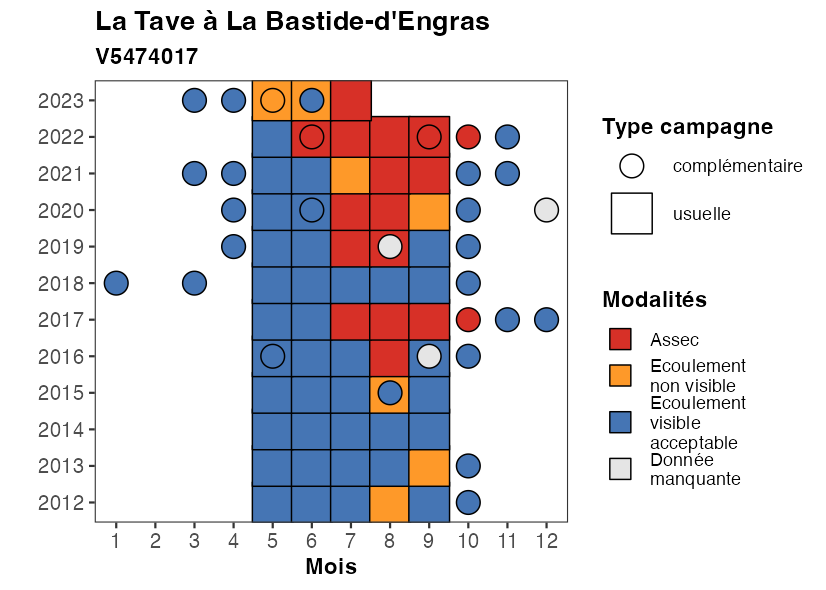 La Tave à La Bastide-d'Engras
V5474017
2023
2022
2021
2020
2019
2018
2017
2016
2015
2014
2013
2012
1 2 3 4 5 6 7 8 9 10 11 12
Mois
Type campagne
complémentaire
usuelle
Modalités
Assec
Ecoulement
non visible
Ecoulement
visible
acceptable
Donnée
manquante